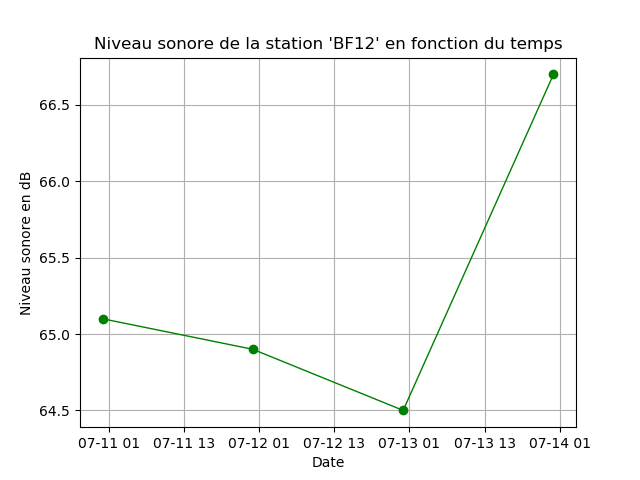 Niveau sonore de la station 'BF12' en fonction du temps
Niveau sonore en dB
66.5
66.0
65.5
65.0
64.5
07-11 01 07-11 13 07-12 01 07-12 13 07-13 01 07-13 13 07-14 01
Date